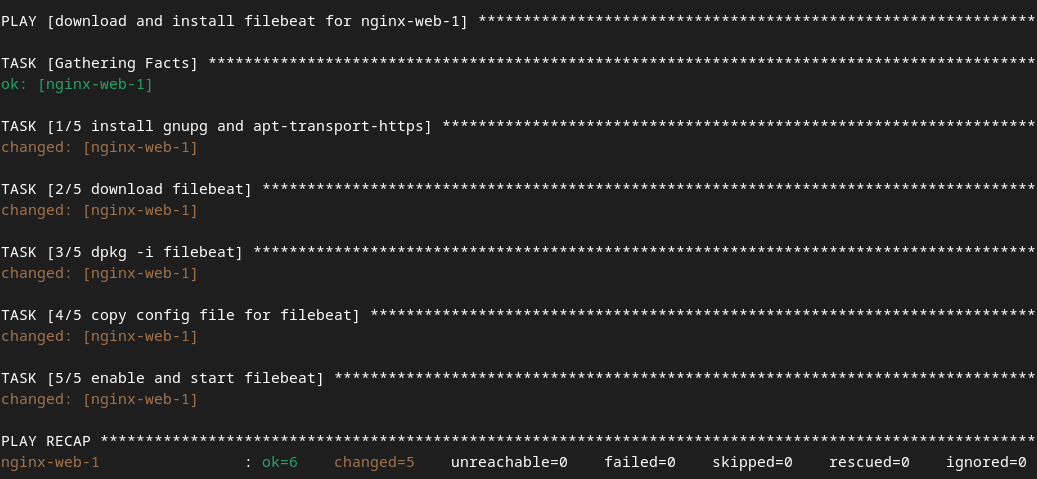 PLAY [download and install filebeat for nginx-web-1] **************************************************************
TASK [Gathering Facts] ********************************************************************************************
ok: [nginx-web-1]
TASK [1/5 install gnupg and apt-transport-https] ******************************************************************
changed: [nginx-web-1]
TASK [2/5 download filebeat] **************************************************************************************
changed: [nginx-web-1]
TASK [3/5 dpkg -i filebeat] ***************************************************************************************
changed: [nginx-web-1]
TASK [4/5 copy config file for filebeat] **************************************************************************
changed: [nginx-web-1]
TASK [5/5 enable and start filebeat] ******************************************************************************
changed: [nginx-web-1]
PLAY RECAP ********************************************************************************************************
nginx-web-1                : ok=6    changed=5    unreachable=0    failed=0    skipped=0    rescued=0    ignored=0